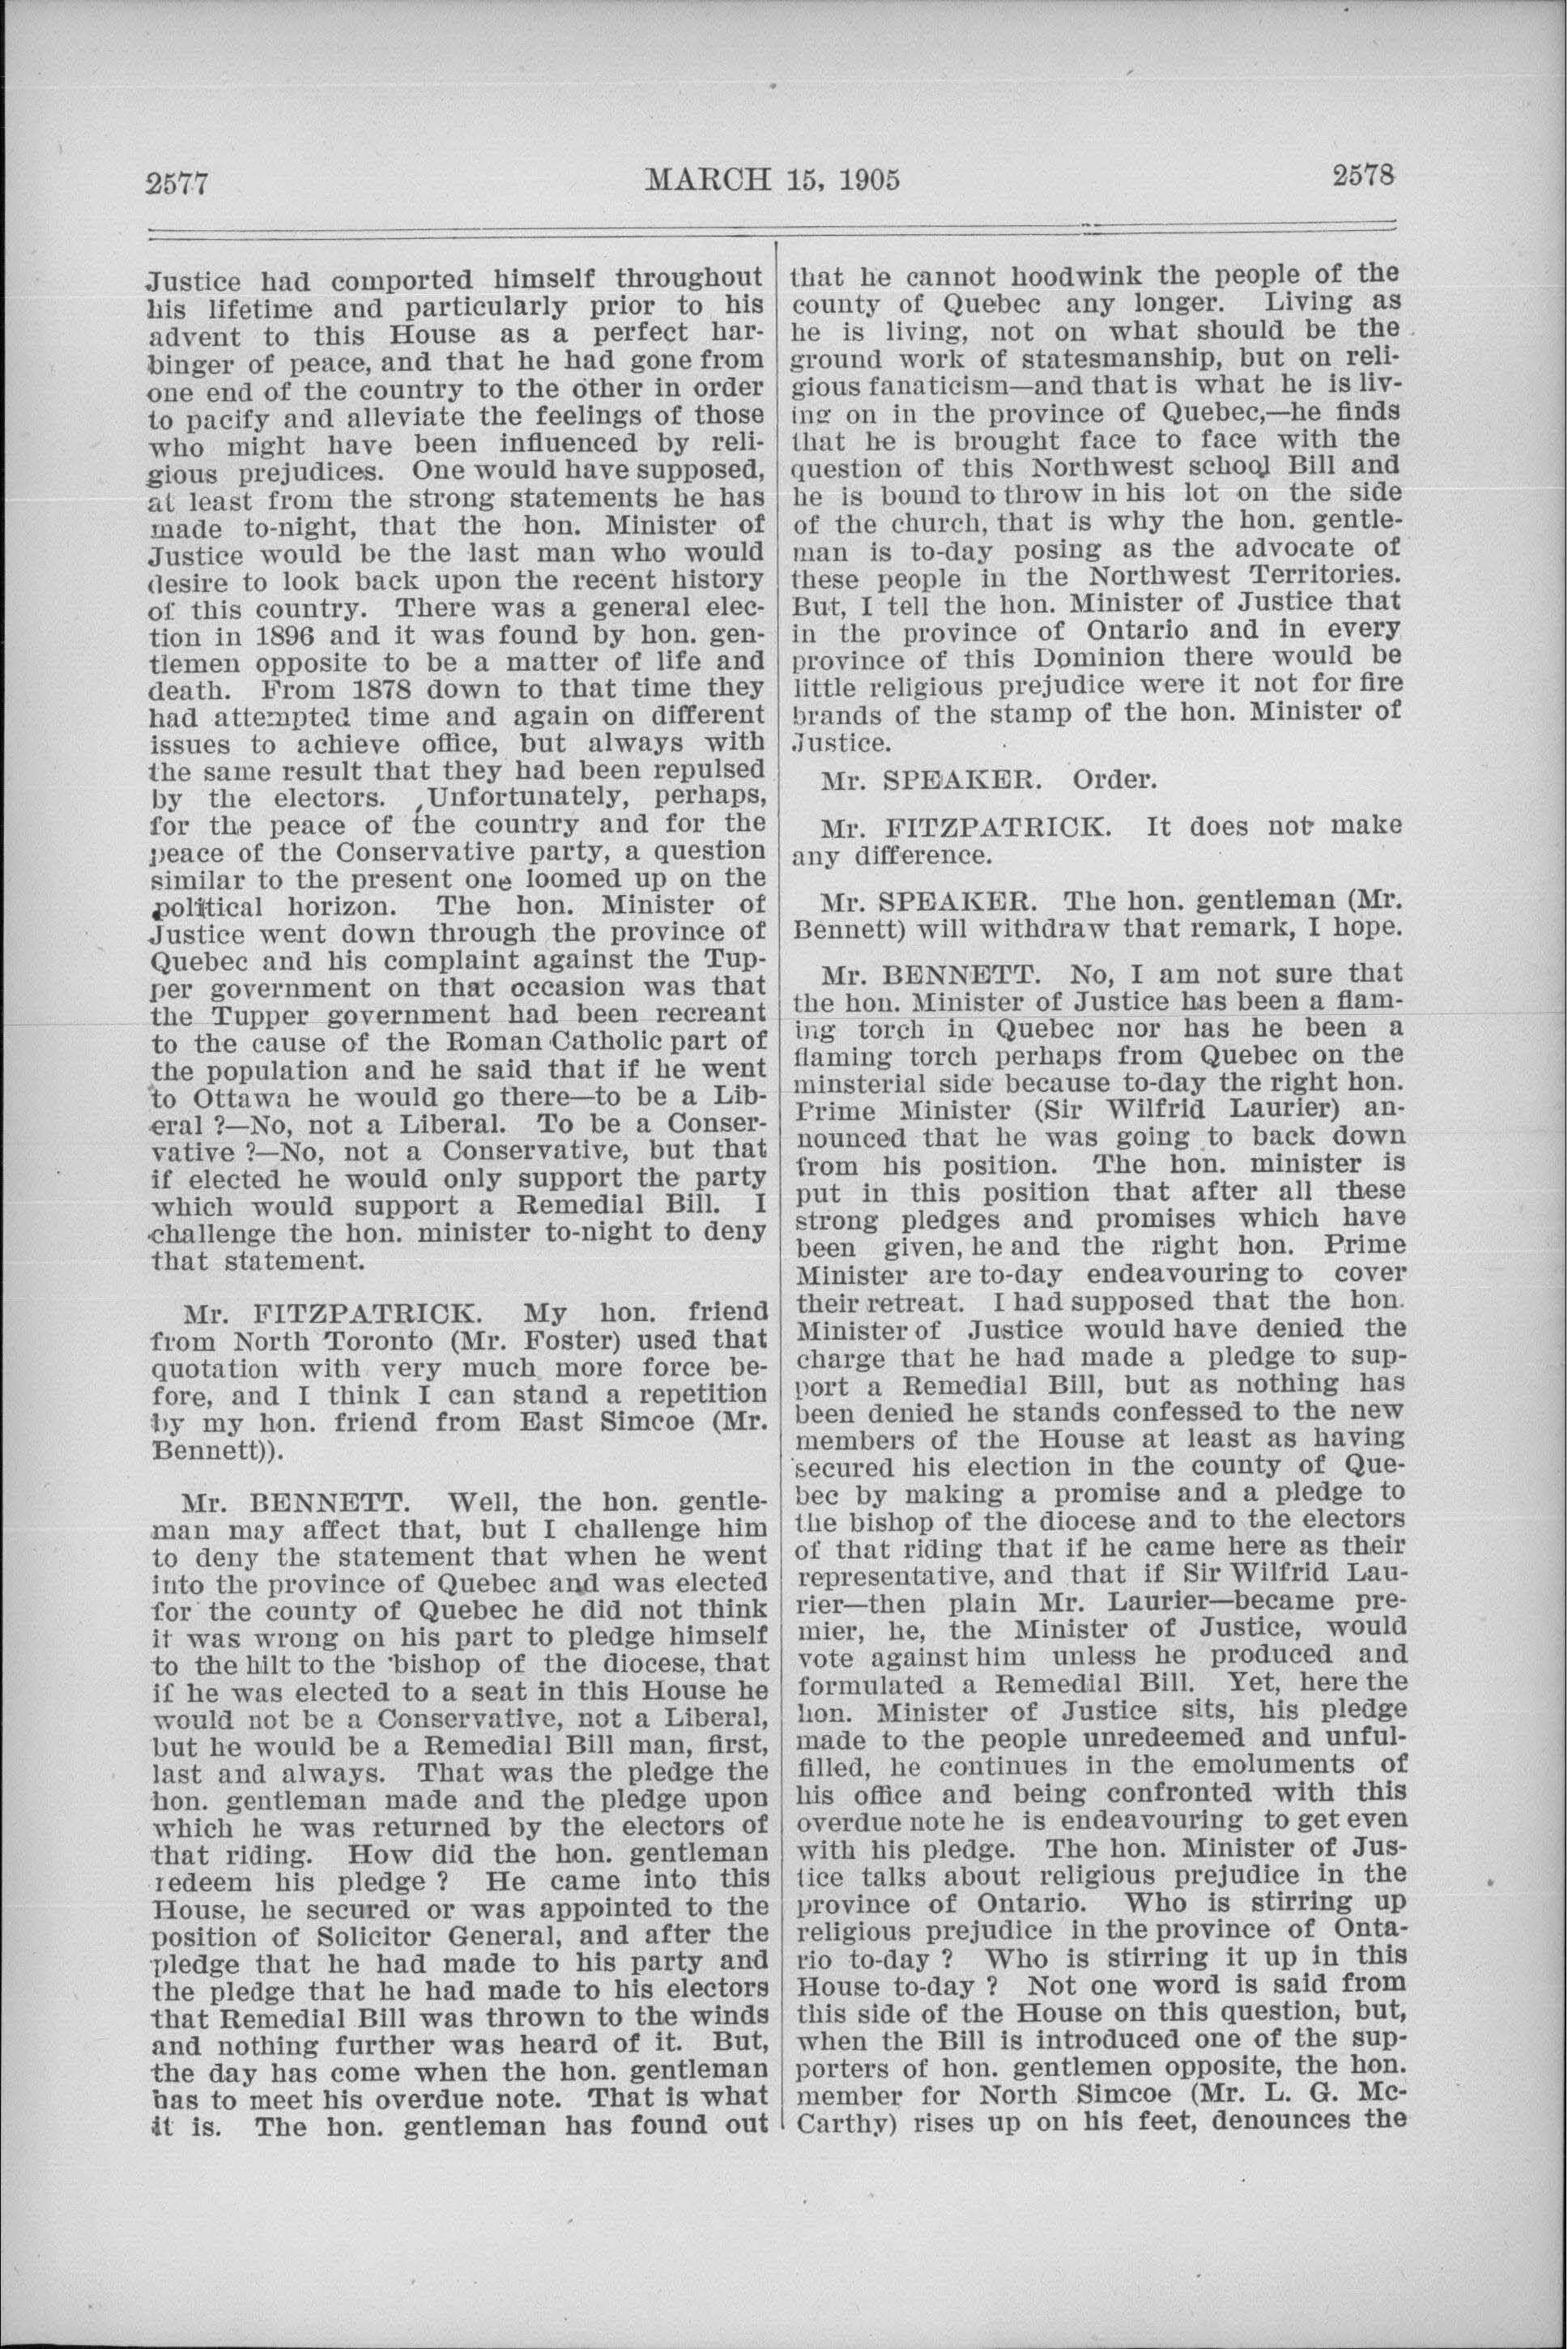 2577
MARCH 15, 1905
2578
Justice had comported himself throughout
his lifetime and particularly prior to his
advent to this House as a perfect har-
binger of peace, and that he had gone from
one end of the country to the other in order
to pacify and alleviate the feelings of those
who might have been influenced by reli-
gious prejudices. One would have supposed,
at least from the strong statements he has
made to-night, that the hon. Minister of
Justice would be the last man who would
desire to look back upon the recent history
of this country. There was a general elec-
tion in 1896 and it was found by hon. gen-
tlemen opposite to be a matter of life and
death. From 1878 down to that time they
had attempted time and again on different
issues to achieve office, but always with
the same result that they had been repulsed
by the electors. Unfortunately, perhaps,
for the peace of the country and for the
peace of the Conservative party, a question
similar to the present one loomed up on the
political horizon. The hon. Minister of
Justice went down through the province of
Quebec and his complaint against the Tup-
per government on that occasion was that
the Tupper government had been recreant
to the cause of the Roman Catholic part of
the population and he said that if he went
to Ottawa he would go there—to be a Lib-
eral ?—No, not a Liberal. To be a Conser-
vative ?—No, not a Conservative, but that
if elected he would only support the party
which would support a Remedial Bill. I
challenge the hon. minister to-night to deny
that statement.
Mr. FITZPATRICK. My hon. friend
from North Toronto (Mr. Foster) used that
quotation with very much more force be-
fore, and I think I can stand a repetition
by my hon. friend from East Simcoe (Mr.
Bennett)).
Mr. BENNETT. Well, the hon. gentle-
man may affect that, but I challenge him
to deny the statement that when he went
into the province of Quebec and was elected
for the county of Quebec he did not think
it was wrong on his part to pledge himself
to the hilt to the bishop of the diocese, that
if he was elected to a seat in this House he
would not be a Conservative, not a Liberal,
but he would be a Remedial Bill man, first,
last and always. That was the pledge the
hon. gentleman made and the pledge upon
which he was returned by the electors of
that riding. How did the hon. gentleman
redeem his pledge ? He came into this
House, he secured or was appointed to the
position of Solicitor General, and after the
pledge that he had made to his party and
the pledge that he had made to his electors
that Remedial Bill was thrown to the winds
and nothing further was heard of it. But,
the day has come when the hon. gentleman
has to meet his overdue note. That is what
it is. The hon. gentleman has found out
that he cannot hoodwink the people of the
county of Quebec any longer. Living as
he is living, not on what should be the
ground work of statesmanship, but on reli-
gious fanaticism—and that is what he is liv-
ing on in the province of Quebec,—he finds
that he is brought face to face with the
question of this Northwest school Bill and
he is bound to throw in his lot on the side
of the church, that is why the hon. gentle-
man is to-day posing as the advocate of
these people in the Northwest Territories.
But, I tell the hon. Minister of Justice that
in the province of Ontario and in every
province of this Dominion there would be
little religious prejudice were it not for fire
brands of the stamp of the hon. Minister of
Justice.
Mr. SPEAKER. Order.
Mr. FITZPATRICK. It does not make
any difference.
Mr. SPEAKER. The hon. gentleman (Mr.
Bennett) will withdraw that remark, I hope.
Mr. BENNETT. No, I am not sure that
the hon. Minister of Justice has been a flam-
ing torch in Quebec nor has he been a
flaming torch perhaps from Quebec on the
minsterial side because to-day the right hon.
Prime Minister (Sir Wilfrid Laurier) an-
nounced that he was going to back down
from his position. The hon. minister is
put in this position that after all these
strong pledges and promises which have
been given, he and the right hon. Prime
Minister are to-day endeavouring to cover
their retreat. I had supposed that the hon.
Minister of Justice would have denied the
charge that he had made a pledge to sup-
port a Remedial Bill, but as nothing has
been denied he stands confessed to the new
members of the House at least as having
secured his election in the county of Que-
bec by making a promise and a pledge to
the bishop of the diocese and to the electors
of that riding that if he came here as their
representative, and that if Sir Wilfrid Lau-
rier—then plain Mr. Laurier—became pre-
mier, he, the Minister of Justice, would
vote against him unless he produced and
formulated a Remedial Bill. Yet, here the
hon. Minister of Justice sits, his pledge
made to the people unredeemed and unful-
filled, he continues in the emoluments of
his office and being confronted with this
overdue note he is endeavouring to get even
with his pledge. The hon. Minister of Jus-
tice talks about religious prejudice in the
province of Ontario. Who is stirring up
religious prejudice in the province of Onta-
rio to-day ? Who is stirring it up in this
House to-day ? Not one word is said from
this side of the House on this question, but,
when the Bill is introduced one of the sup-
porters of hon. gentlemen opposite, the hon.
member for North Simcoe (Mr. L. G. Mc-
Carthy) rises up on his feet, denounces the